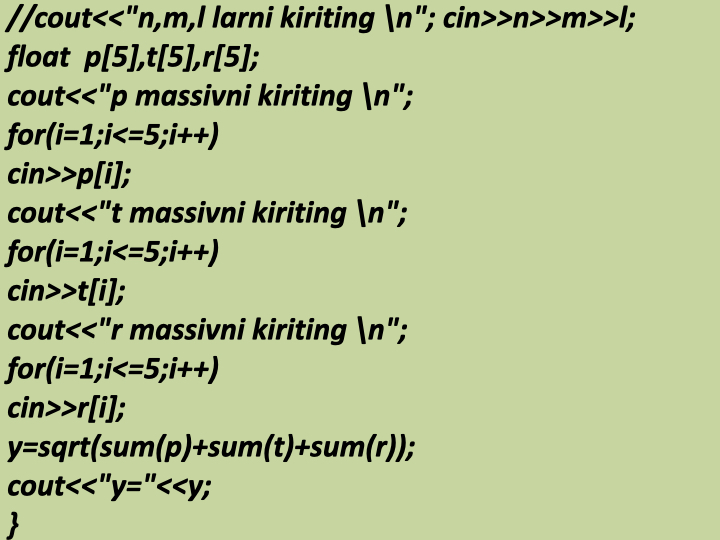 //cout<<"n,m,l larni kiriting \n"; cin>>n>>m>>l;
float  p[5],t[5],r[5];
cout<<"p massivni kiriting \n";
for(i=1;i<=5;i++)
cin>>p[i];
cout<<"t massivni kiriting \n";
for(i=1;i<=5;i++)
cin>>t[i];
cout<<"r massivni kiriting \n";
for(i=1;i<=5;i++)
cin>>r[i];
y=sqrt(sum(p)+sum(t)+sum(r));
cout<<"y="<<y;
}